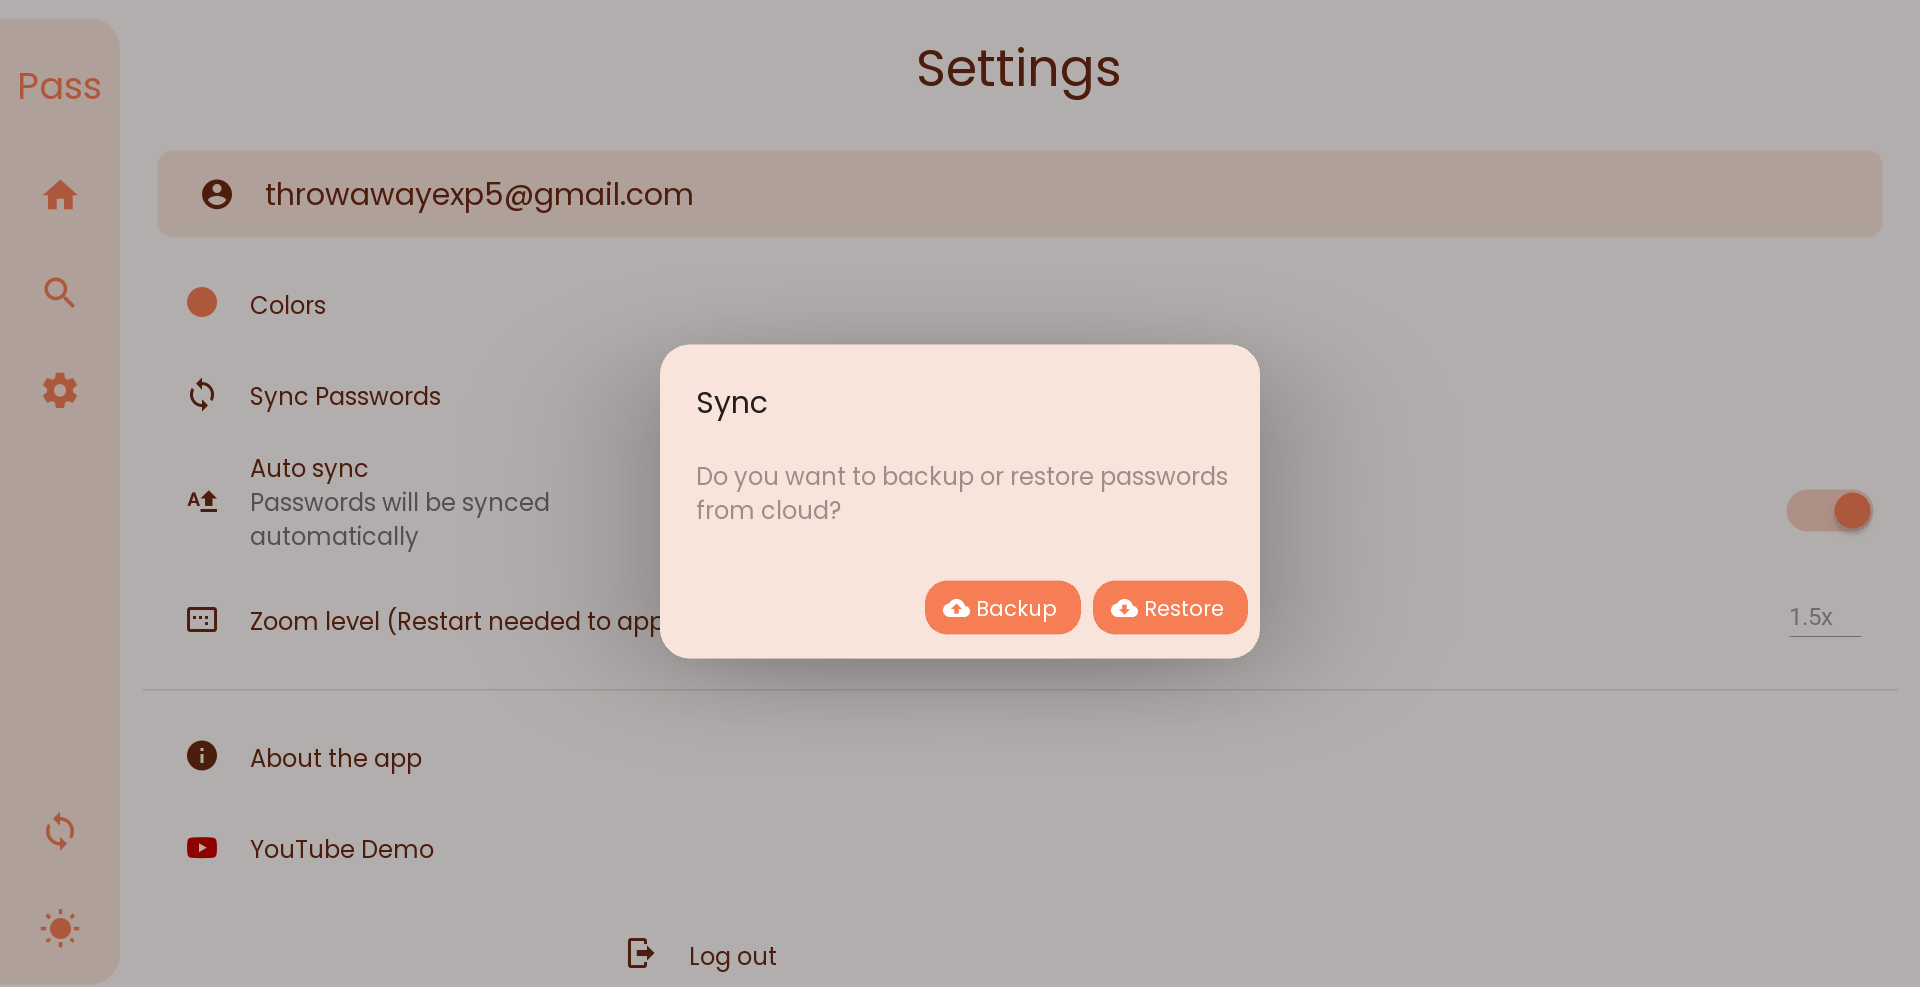 Pass
Settings
throwawayexp5@gmail.com
Colors
Sync Passwords
Auto sync
Passwords will be synced
automatically
Zoom level (Restart needed to app
1.5x
Sync
Do you want to backup or restore passwords
from cloud?
Backup
Restore
About the app
YouTube Demo
Log out